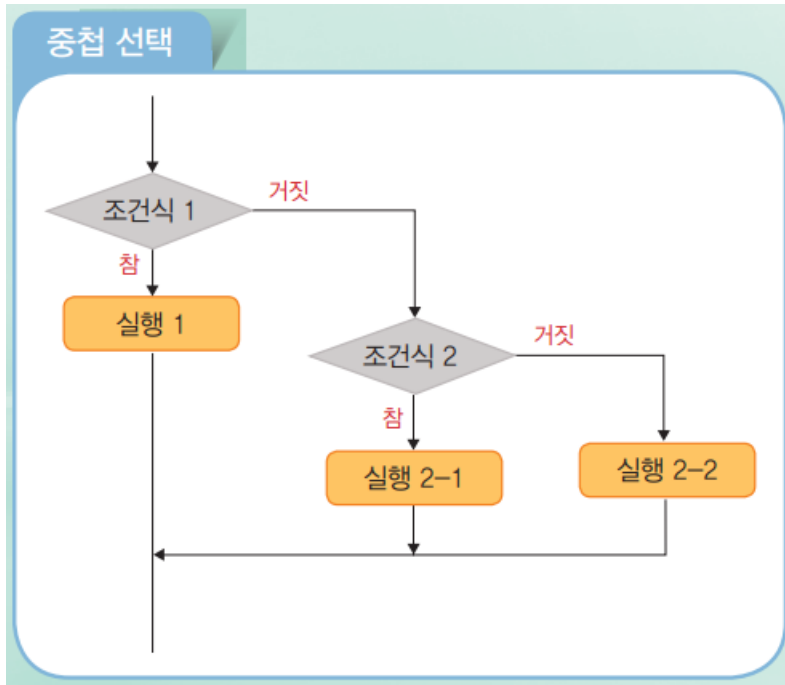 중첩 선택
조건식 1
거짓
참
실행 1
조건식 2
거짓
참
실행 2-1
실행 2-2